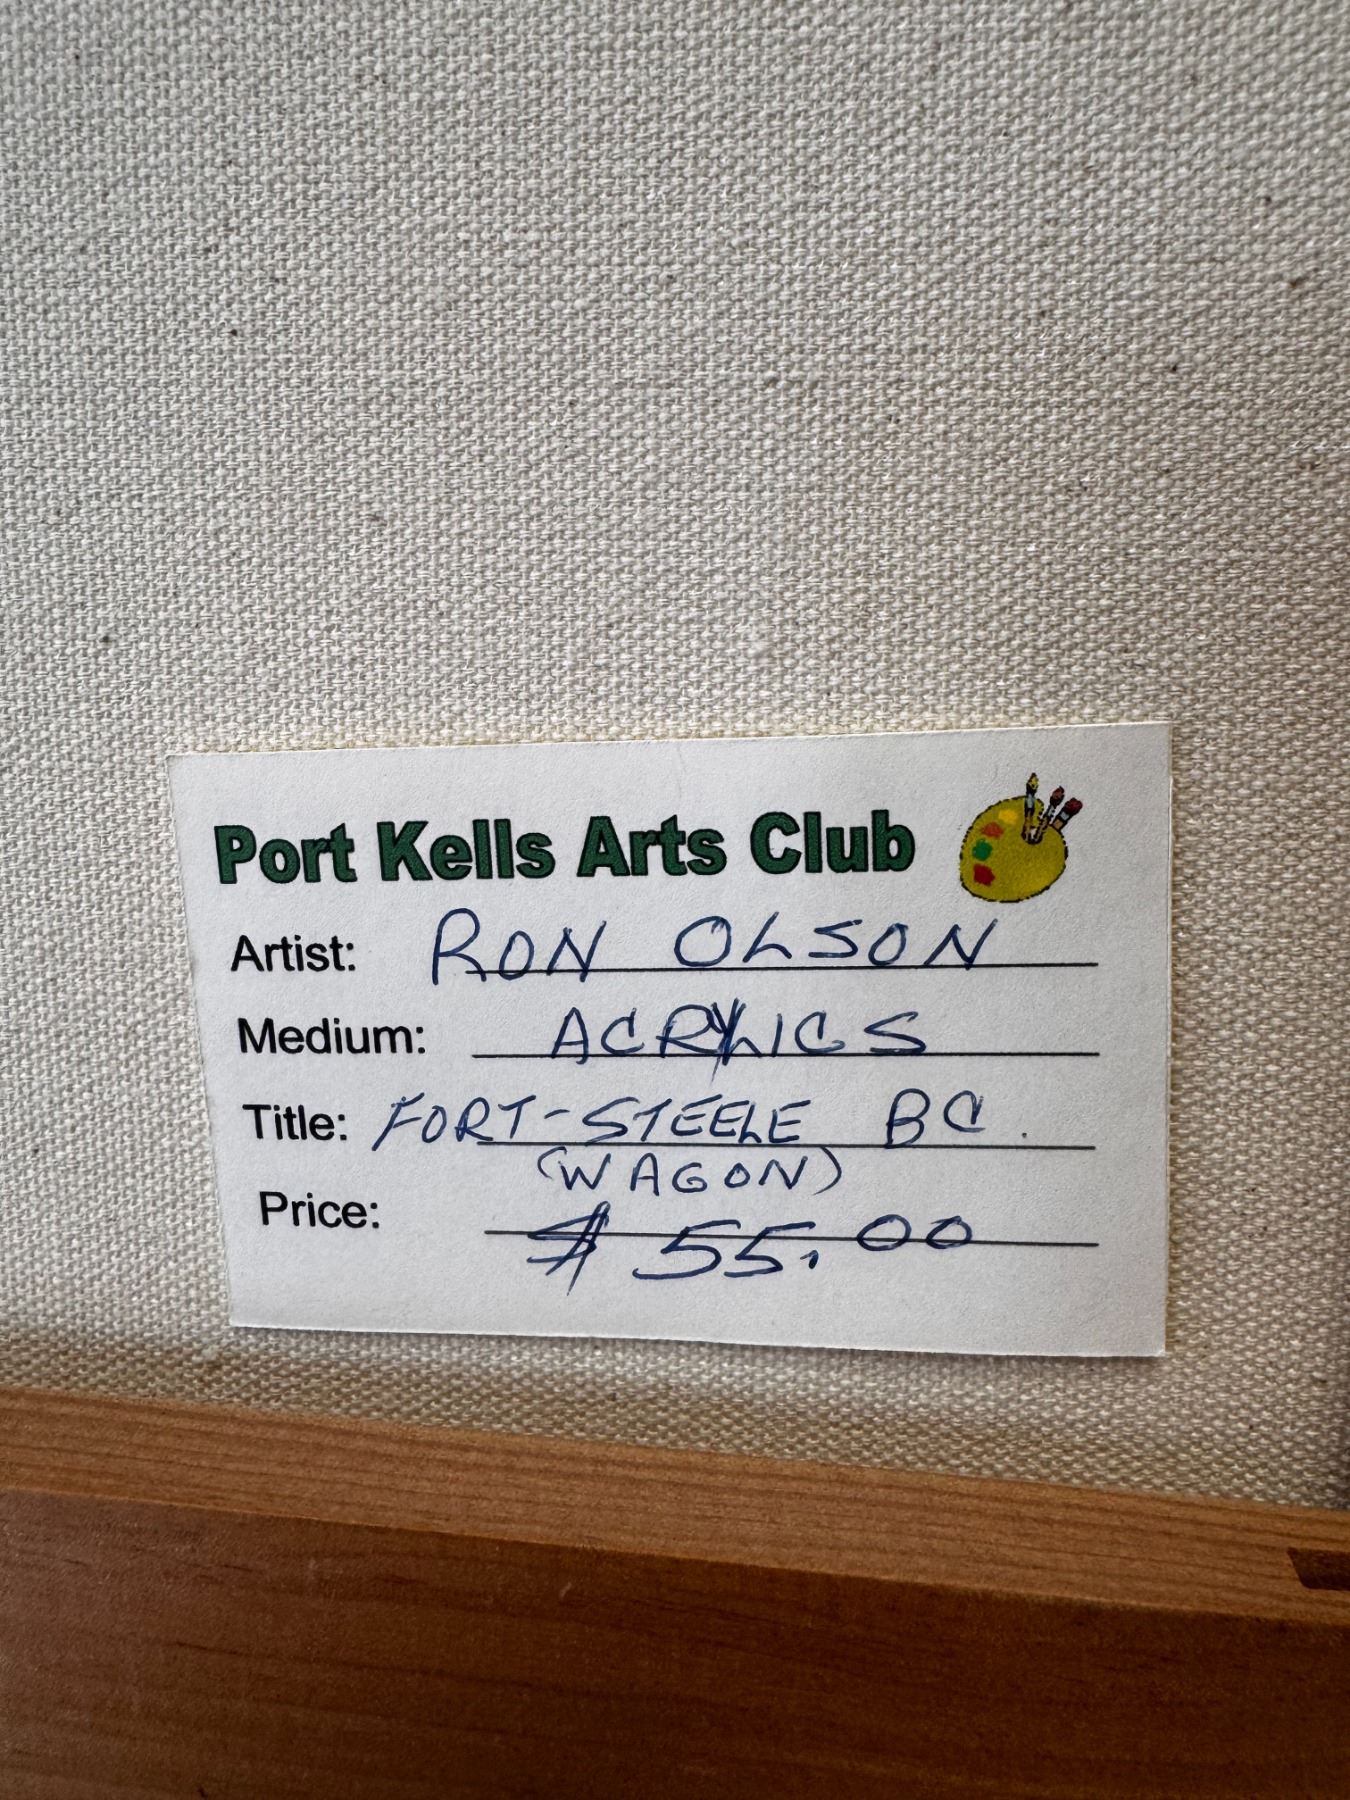 Port Kells Arts Club
Artist: RON OLSON
Medium: ACRYLICS
Title: FORT-STEELE BC.
(WAGON)
Price: $55.00